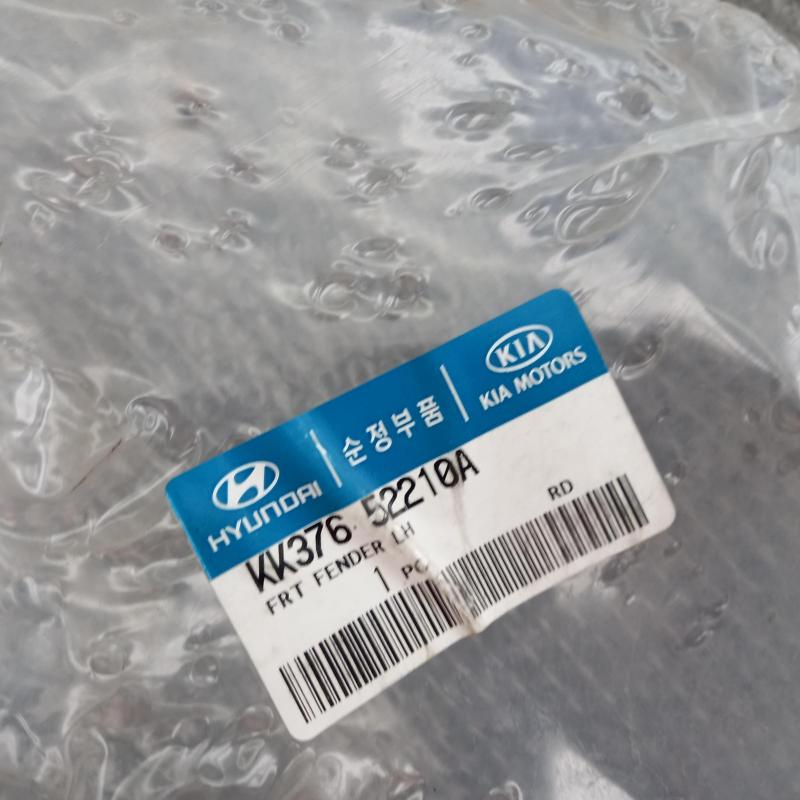 HYUNDAI
순정부품
KIA
KIA MOTORS
KK376 52210A
FRT FENDER LH
1 PC
RD